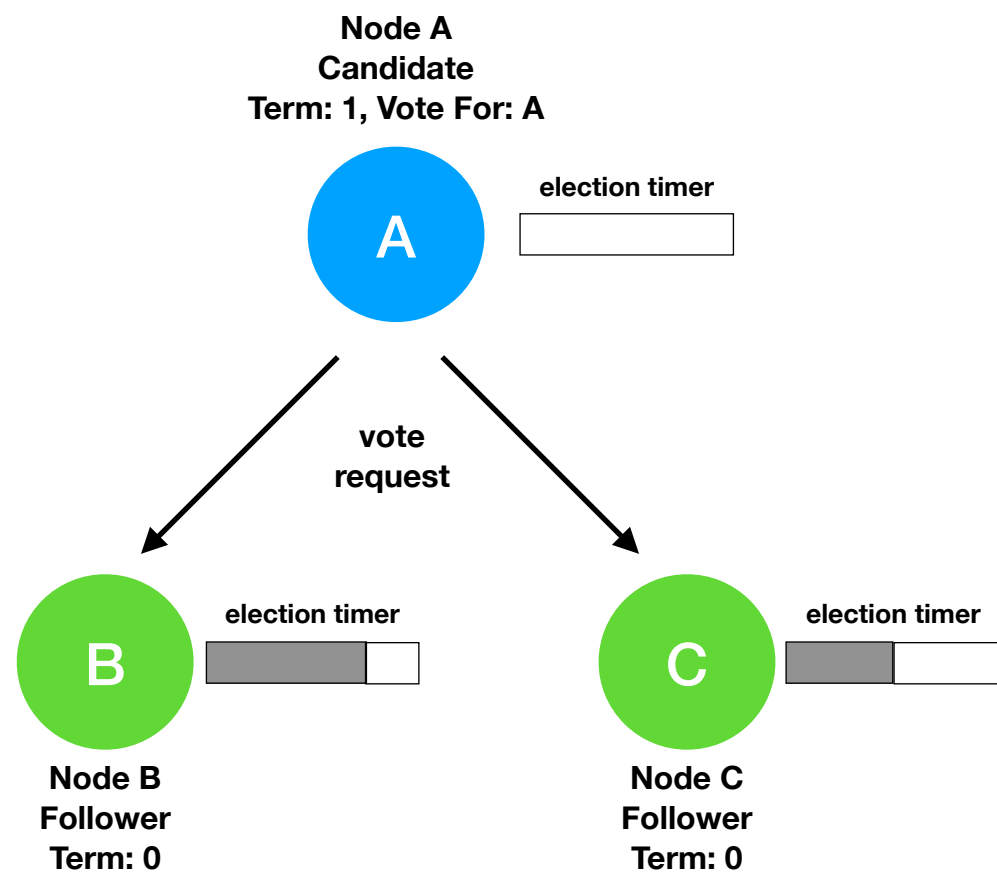 Node A
Candidate
Term: 1, Vote For: A
election timer
A
vote
request
election timer
election timer
B
C
Node B
Follower
Term: 0
Node C
Follower
Term: 0